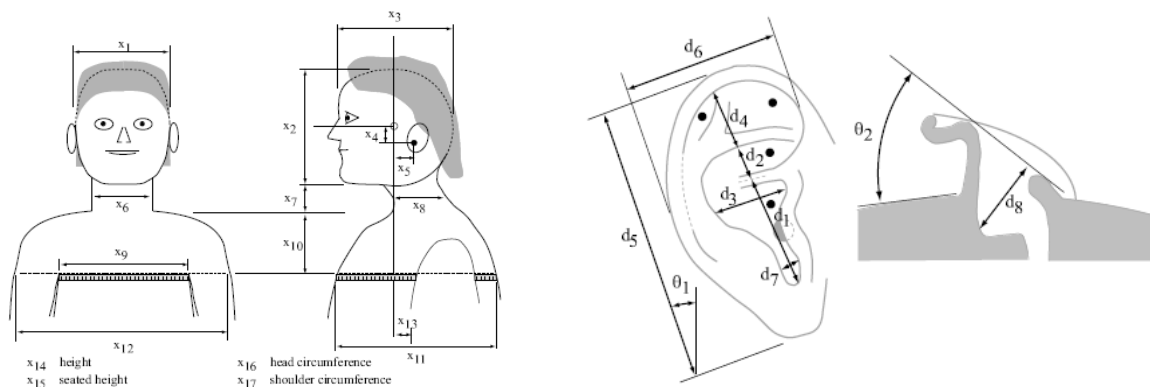 x1
x3
x2
x4
x5
x6
x7
x8
x10
x9
x13
x12
x11
x14 height
x15 seated height
x16 head circumference
x17 shoulder circumference
d6
d4
d2
d3
d1
d5
d7
θ1
θ2
d8